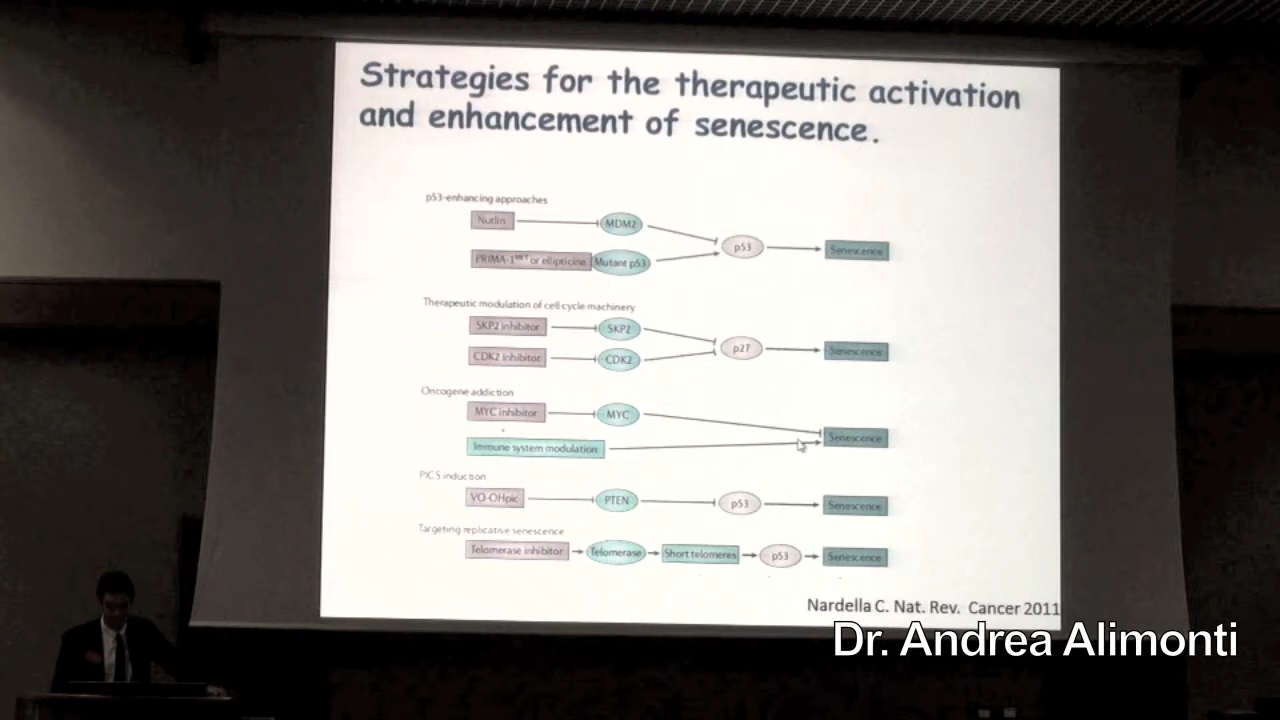 Strategies for the therapeutic activation
and enhancement of senescence.
p53-enhancing approaches
Nutlin
MDM2
p53
Senescence
PRIMA-1MET or ellipticine
Mutant p53
Therapeutic modulation of cell cycle machinery
SKP2 inhibitor
SKP2
p27
Senescence
CDK2 inhibitor
CDK2
Oncogene addiction
MYC inhibitor
MYC
Senescence
Immune system modulation
PICS induction
VO-OHpic
PTEN
p53
Senescence
Targeting replicative senescence
Telomerase inhibitor
Telomerase
Short telomeres
p53
Senescence
Nardella C. Nat. Rev. Cancer 2011
Dr. Andrea Alimonti